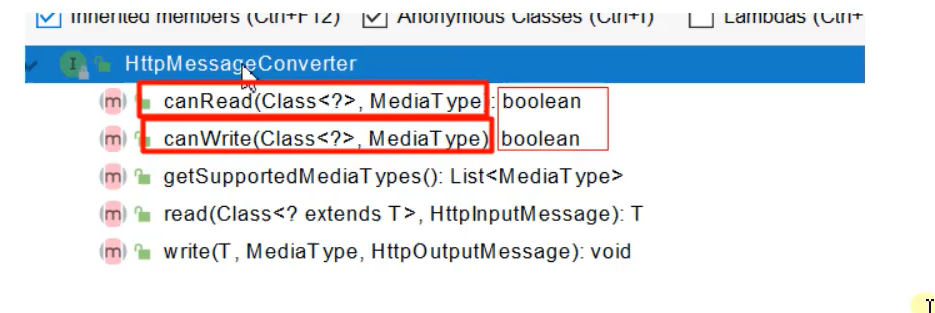 Inherited members (Ctrl+F12) Anonymous Classes (Ctrl+I) Lambdas (Ctrl+
I HttpMessageConverter
m canRead(Class<?>, MediaType): boolean
m canWrite(Class<?>, MediaType) boolean
m getSupportedMediaTypes(): List<MediaType>
m read(Class<? extends T>, HttpInputMessage): T
m write(T, MediaType, HttpOutputMessage): void